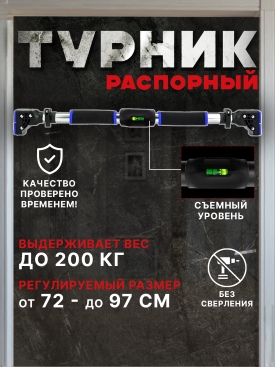 ТУРНИК
РАСПОРНЫЙ
СЪЕМНЫЙ
УРОВЕНЬ
КАЧЕСТВО
ПРОВЕРЕНО
ВРЕМЕНЕМ!
ВЫДЕРЖИВАЕТ ВЕС
ДО 200 КГ
РЕГУЛИРУЕМЫЙ РАЗМЕР
от 72 - до 97 СМ
БЕЗ
СВЕРЛЕНИЯ